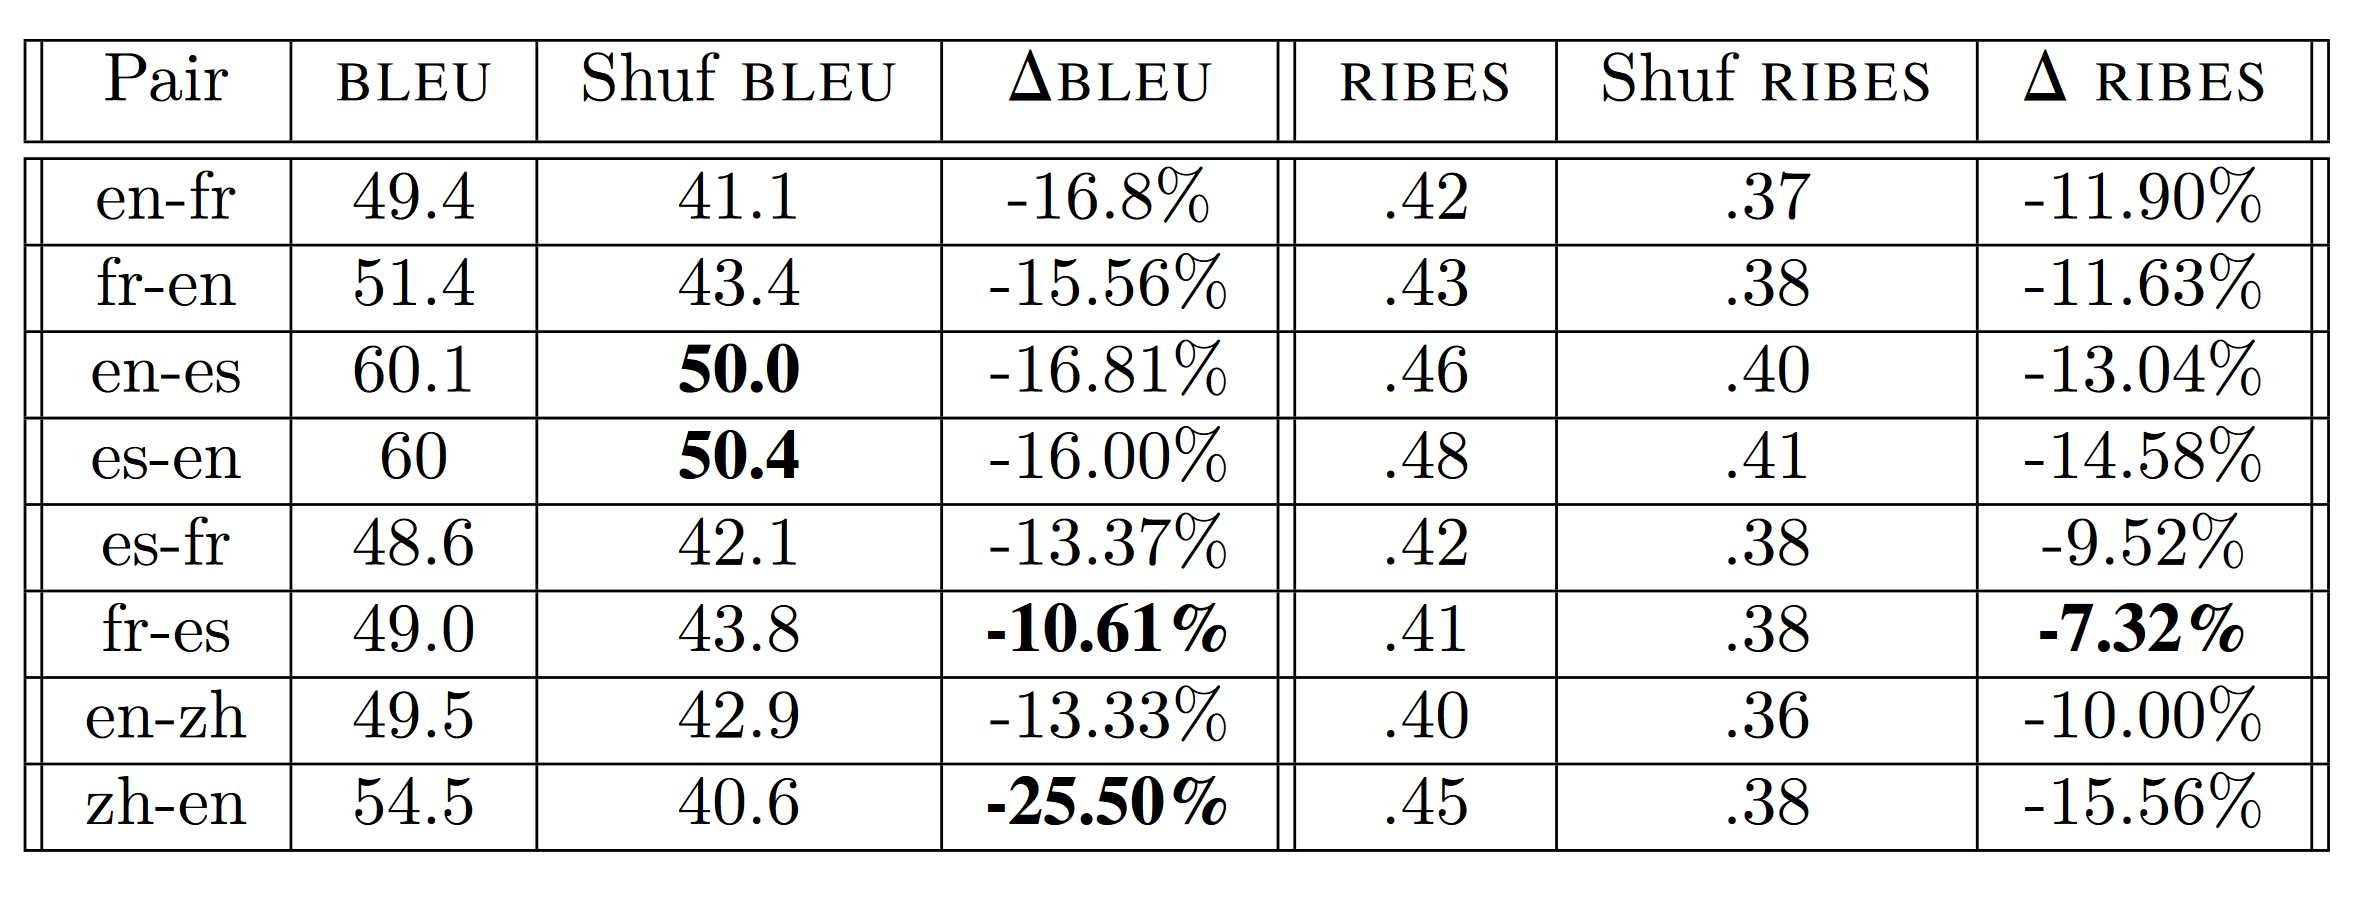 Pair BLEU Shuf BLEU ΔBLEU RIBES Shuf RIBES Δ RIBES
en-fr 49.4 41.1 -16.8% .42 .37 -11.90%
fr-en 51.4 43.4 -15.56% .43 .38 -11.63%
en-es 60.1 50.0 -16.81% .46 .40 -13.04%
es-en 60 50.4 -16.00% .48 .41 -14.58%
es-fr 48.6 42.1 -13.37% .42 .38 -9.52%
fr-es 49.0 43.8 -10.61% .41 .38 -7.32%
en-zh 49.5 42.9 -13.33% .40 .36 -10.00%
zh-en 54.5 40.6 -25.50% .45 .38 -15.56%